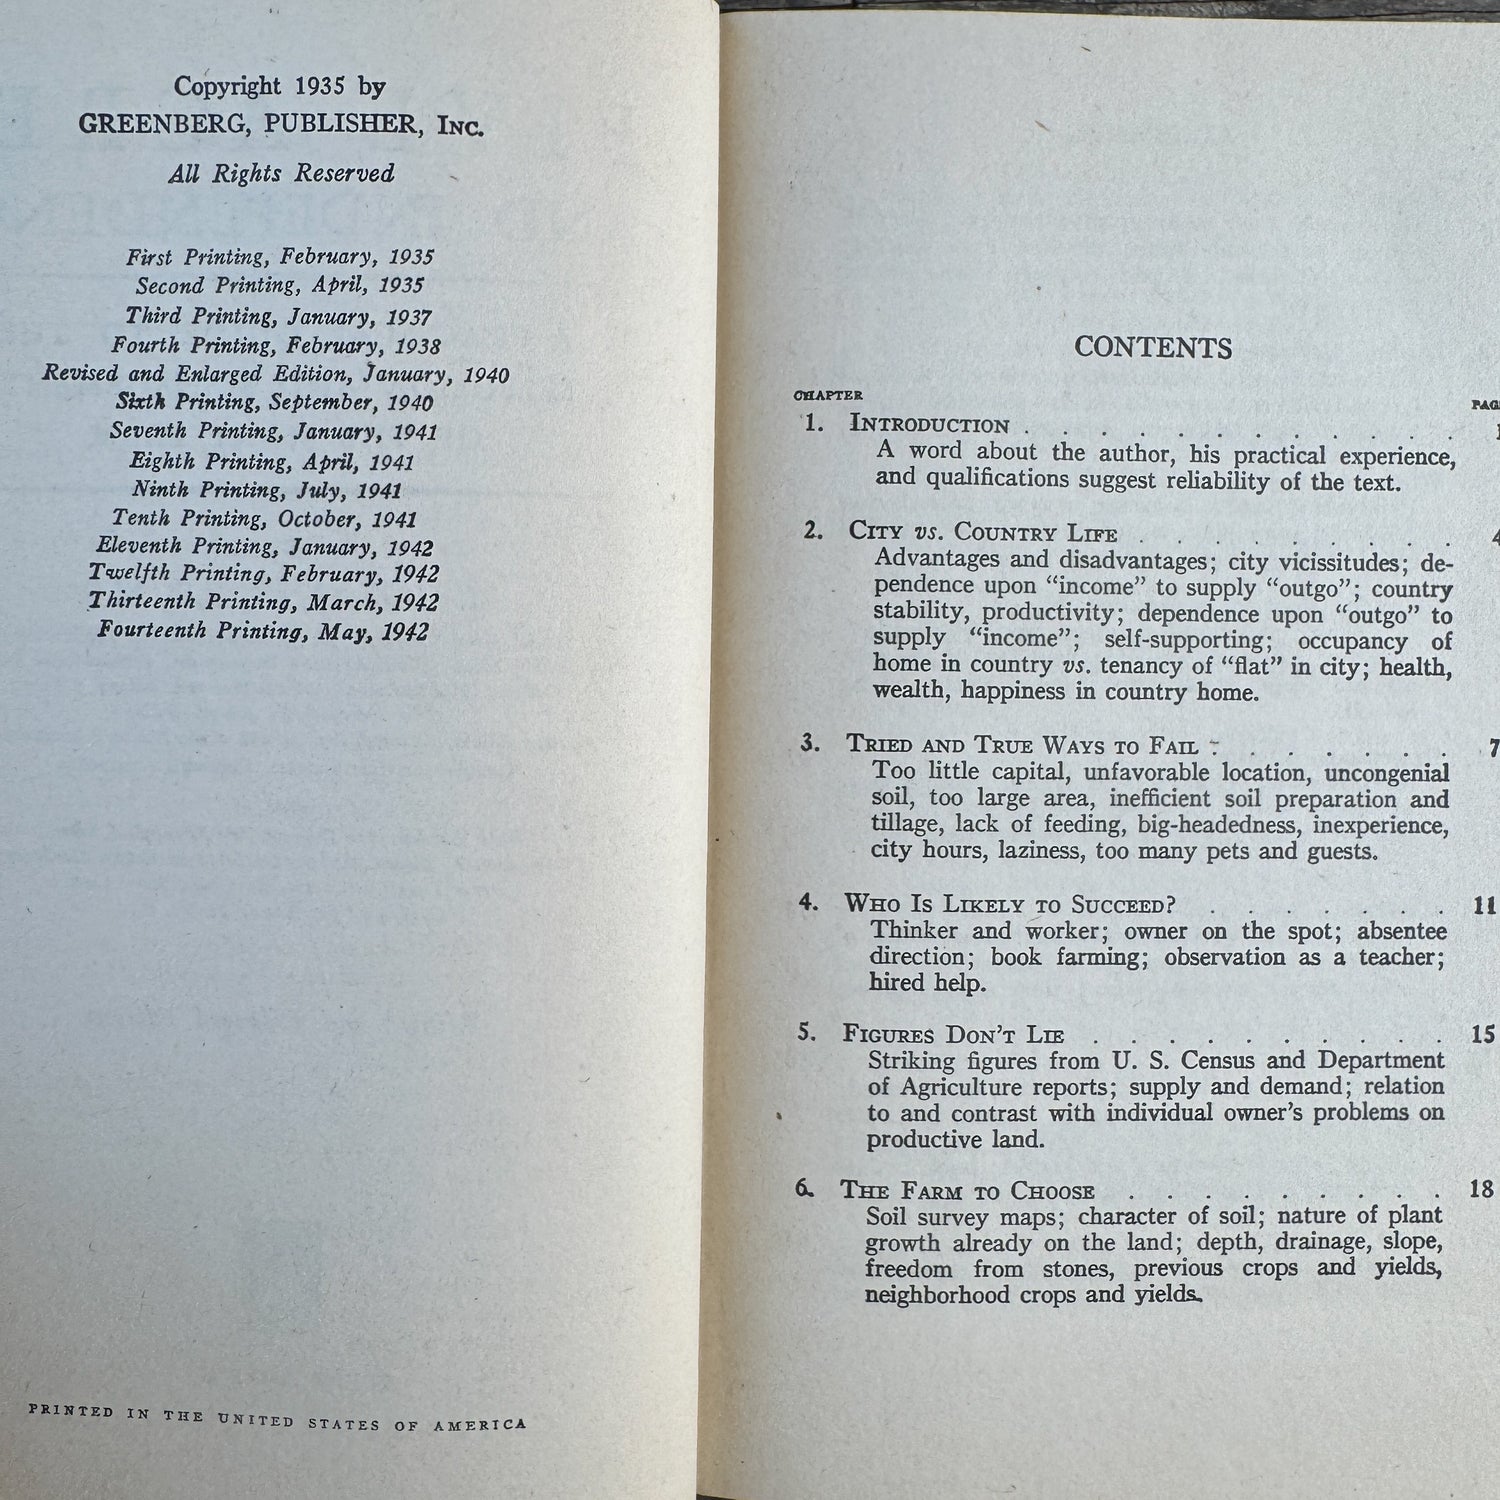 Copyright 1935 by
GREENBERG, PUBLISHER, INC.
All Rights Reserved
First Printing, February, 1935
Second Printing, April, 1935
Third Printing, January, 1937
Fourth Printing, February, 1938
Revised and Enlarged Edition, January, 1940
Sixth Printing, September, 1940
Seventh Printing, January, 1941
Eighth Printing, April, 1941
Ninth Printing, July, 1941
Tenth Printing, October, 1941
Eleventh Printing, January, 1942
Twelfth Printing, February, 1942
Thirteenth Printing, March, 1942
Fourteenth Printing, May, 1942
PRINTED IN THE UNITED STATES OF AMERICA
CONTENTS
CHAPTER
1. INTRODUCTION . . . . . . . . . . . .
A word about the author, his practical experience,
and qualifications suggest reliability of the text.
2. CITY vs. COUNTRY LIFE . . . . . . . . . 4
Advantages and disadvantages; city vicissitudes; de-
pendence upon "income" to supply "outgo"; country
stability, productivity; dependence upon "outgo" to
supply "income"; self-supporting; occupancy of
home in country vs. tenancy of "flat" in city; health,
wealth, happiness in country home.
3. TRIED AND TRUE WAYS TO FAIL . . . . . . . 7
Too little capital, unfavorable location, uncongenial
soil, too large area, inefficient soil preparation and
tillage, lack of feeding, big-headedness, inexperience,
city hours, laziness, too many pets and guests.
4. WHO IS LIKELY TO SUCCEED? . . . . . . . 11
Thinker and worker; owner on the spot; absentee
direction; book farming; observation as a teacher;
hired help.
5. FIGURES DON'T LIE . . . . . . . . . . 15
Striking figures from U. S. Census and Department
of Agriculture reports; supply and demand; relation
to and contrast with individual owner's problems on
productive land.
6. THE FARM TO CHOOSE . . . . . . . . . 18
Soil survey maps; character of soil; nature of plant
growth already on the land; depth, drainage, slope,
freedom from stones, previous crops and yields,
neighborhood crops and yields.